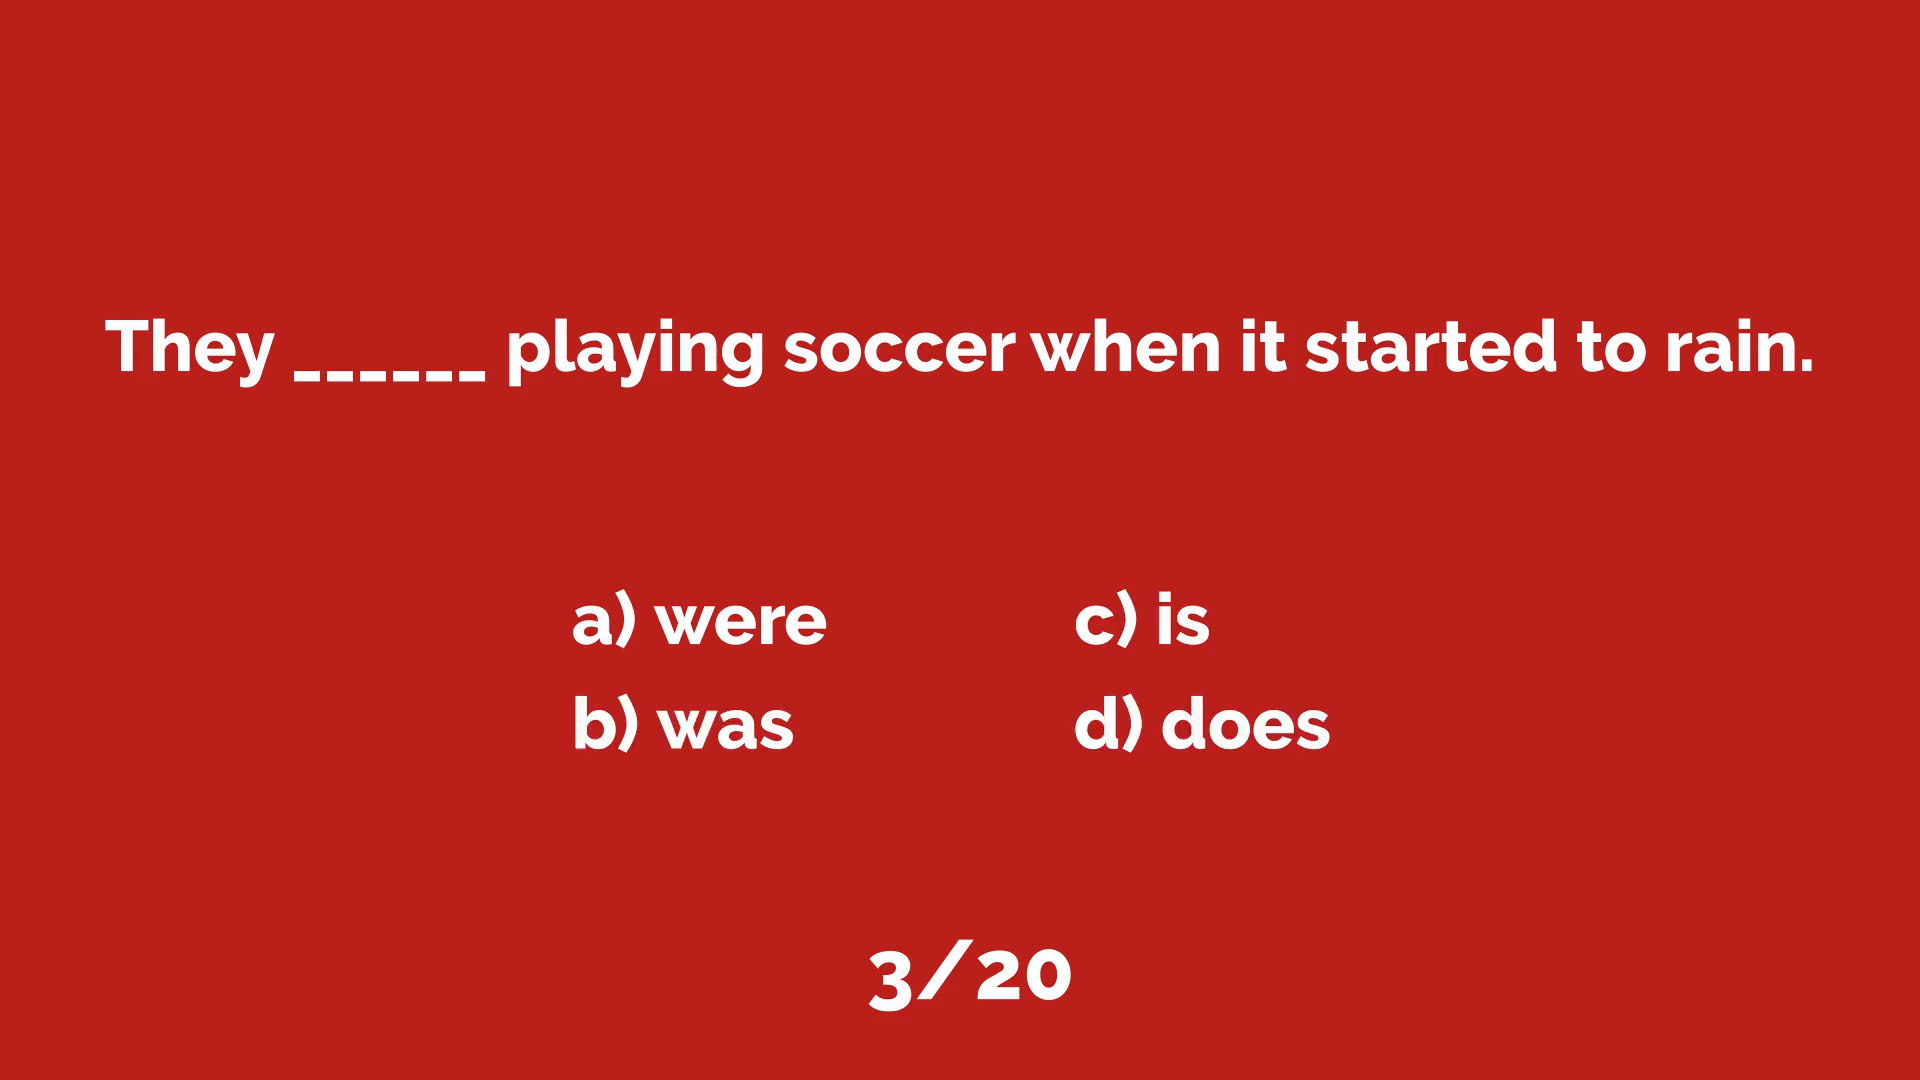 They ______ playing soccer when it started to rain.
a) were
b) was
c) is
d) does
3/20